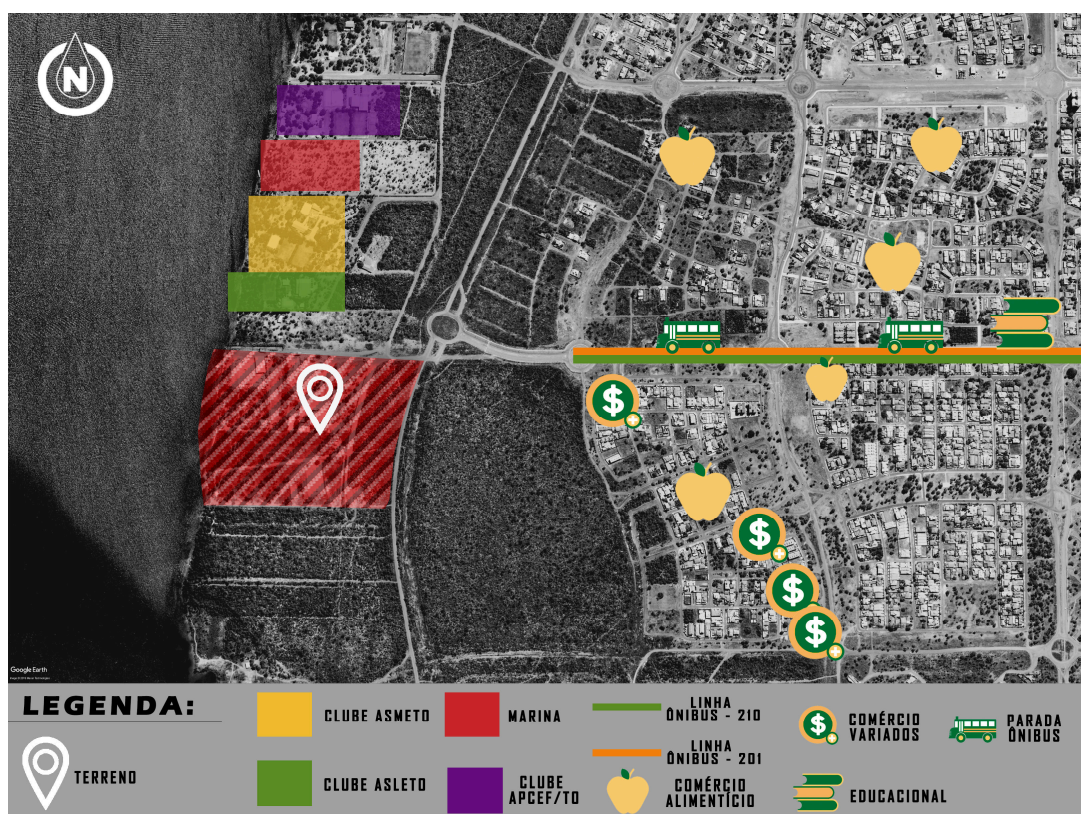 N
$
$
$
$
Google Earth
LEGENDA:
TERRENO
CLUBE ASMETO
CLUBE ASLETO
MARINA
CLUBE
APCEF/TO
LINHA
ÔNIBUS - 210
LINHA
ÔNIBUS - 201
COMÉRCIO
ALIMENTÍCIO
$
COMÉRCIO
VARIADOS
EDUCACIONAL
PARADA
ÔNIBUS